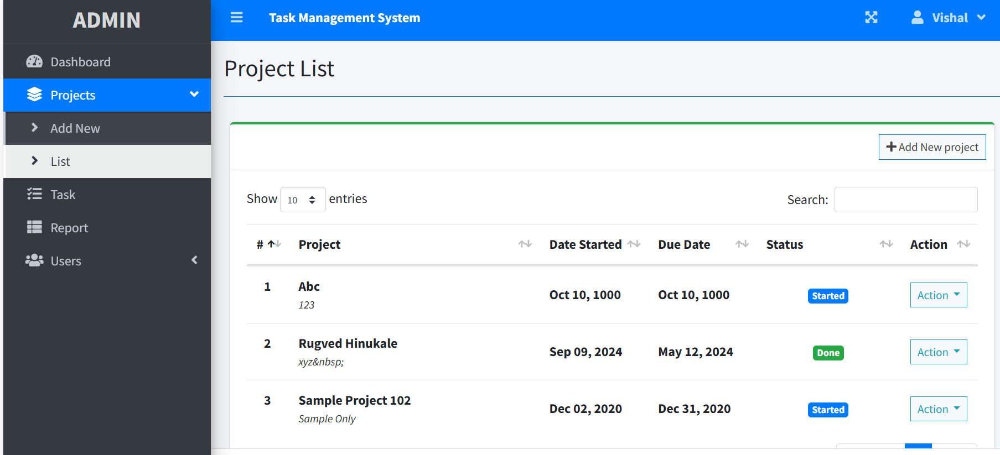 ADMIN
Task Management System
Vishal
Dashboard
Projects
Add New
List
Task
Report
Users
Project List
Add New project
Show 10 entries
Search:
# Project Date Started Due Date Status Action
1 Abc Oct 10, 1000 Oct 10, 1000 Started Action
123
2 Rugved Hinukale Sep 09, 2024 May 12, 2024 Done Action
xyz&nbsp;
3 Sample Project 102 Dec 02, 2020 Dec 31, 2020 Started Action
Sample Only